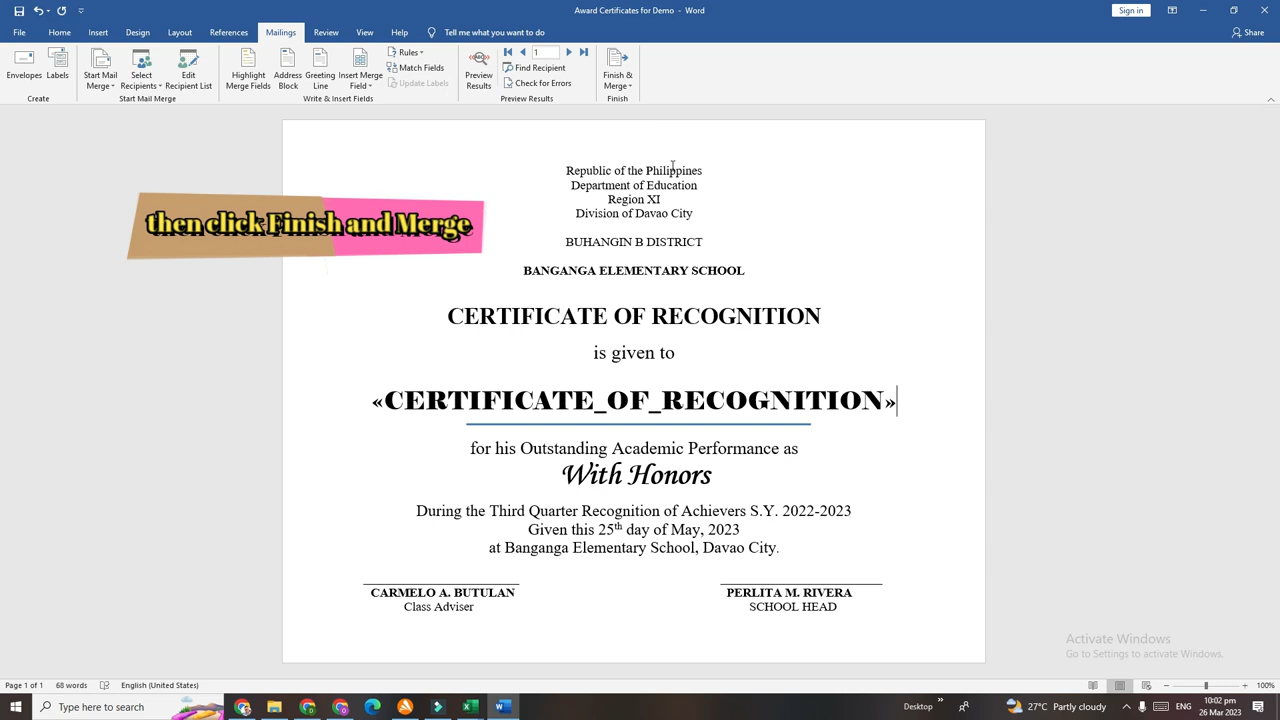 Award Certificates for Demo - Word
Sign in
File Home Insert Design Layout References Mailings Review View Help Tell me what you want to do
Share
Envelopes
Labels
Start Mail Merge
Select Recipients
Edit Recipient List
Highlight Merge Fields
Address Block
Greeting Line
Insert Merge Field
Rules
Match Fields
Update Labels
Preview Results
1
Find Recipient
Check for Errors
Finish & Merge
Create
Start Mail Merge
Write & Insert Fields
Preview Results
Finish
then click Finish and Merge
Republic of the Philippines
Department of Education
Region XI
Division of Davao City
BUHANGIN B DISTRICT
BANGANGA ELEMENTARY SCHOOL
CERTIFICATE OF RECOGNITION
is given to
«CERTIFICATE_OF_RECOGNITION»
for his Outstanding Academic Performance as
With Honors
During the Third Quarter Recognition of Achievers S.Y. 2022-2023
Given this 25th day of May, 2023
at Banganga Elementary School, Davao City.
CARMELO A. BUTULAN
Class Adviser
PERLITA M. RIVERA
SCHOOL HEAD
Activate Windows
Go to Settings to activate Windows.
Page 1 of 1 68 words English (United States)
100%
Type here to search
Desktop
27°C Partly cloudy
ENG
10:02 pm
26 Mar 2023